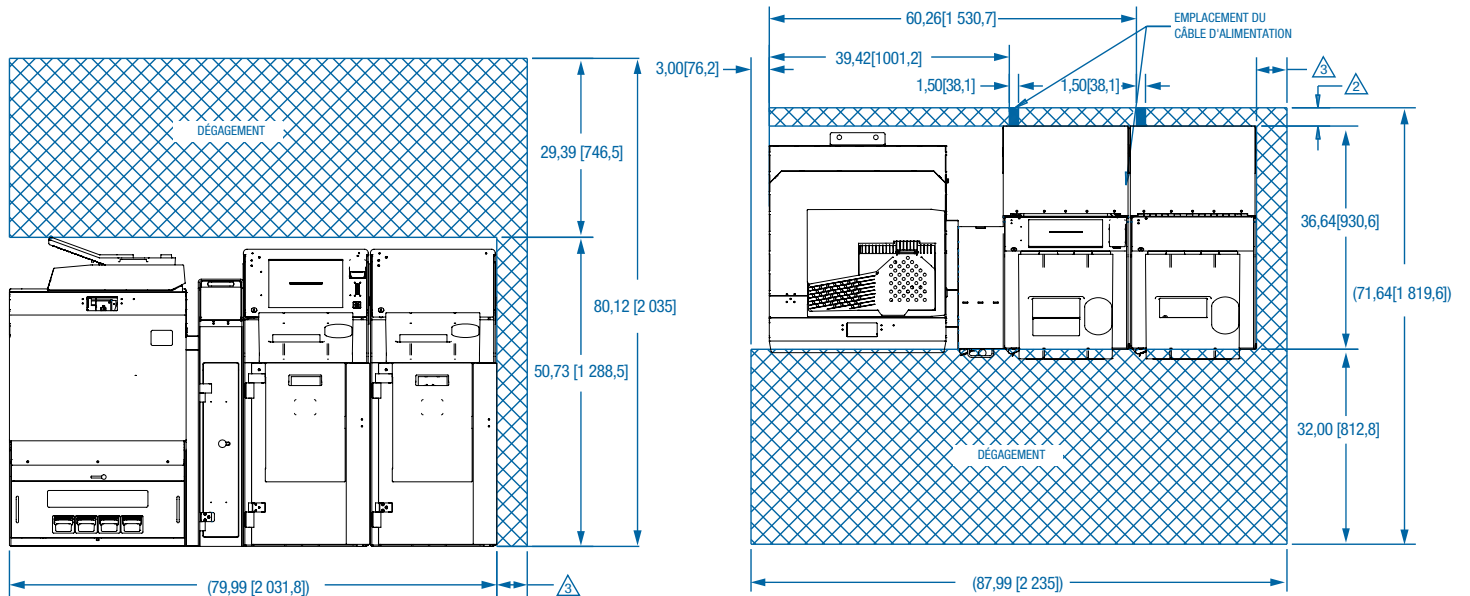 DÉGAGEMENT
29,39 [746,5]
80,12 [2 035]
50,73 [1 288,5]
(79,99 [2 031,8])
3
60,26[1 530,7]
EMPLACEMENT DU
CÂBLE D'ALIMENTATION
39,42[1001,2]
3,00[76,2]
1,50[38,1]
1,50[38,1]
3
2
36,64[930,6]
(71,64[1 819,6])
32,00 [812,8]
DÉGAGEMENT
(87,99 [2 235])